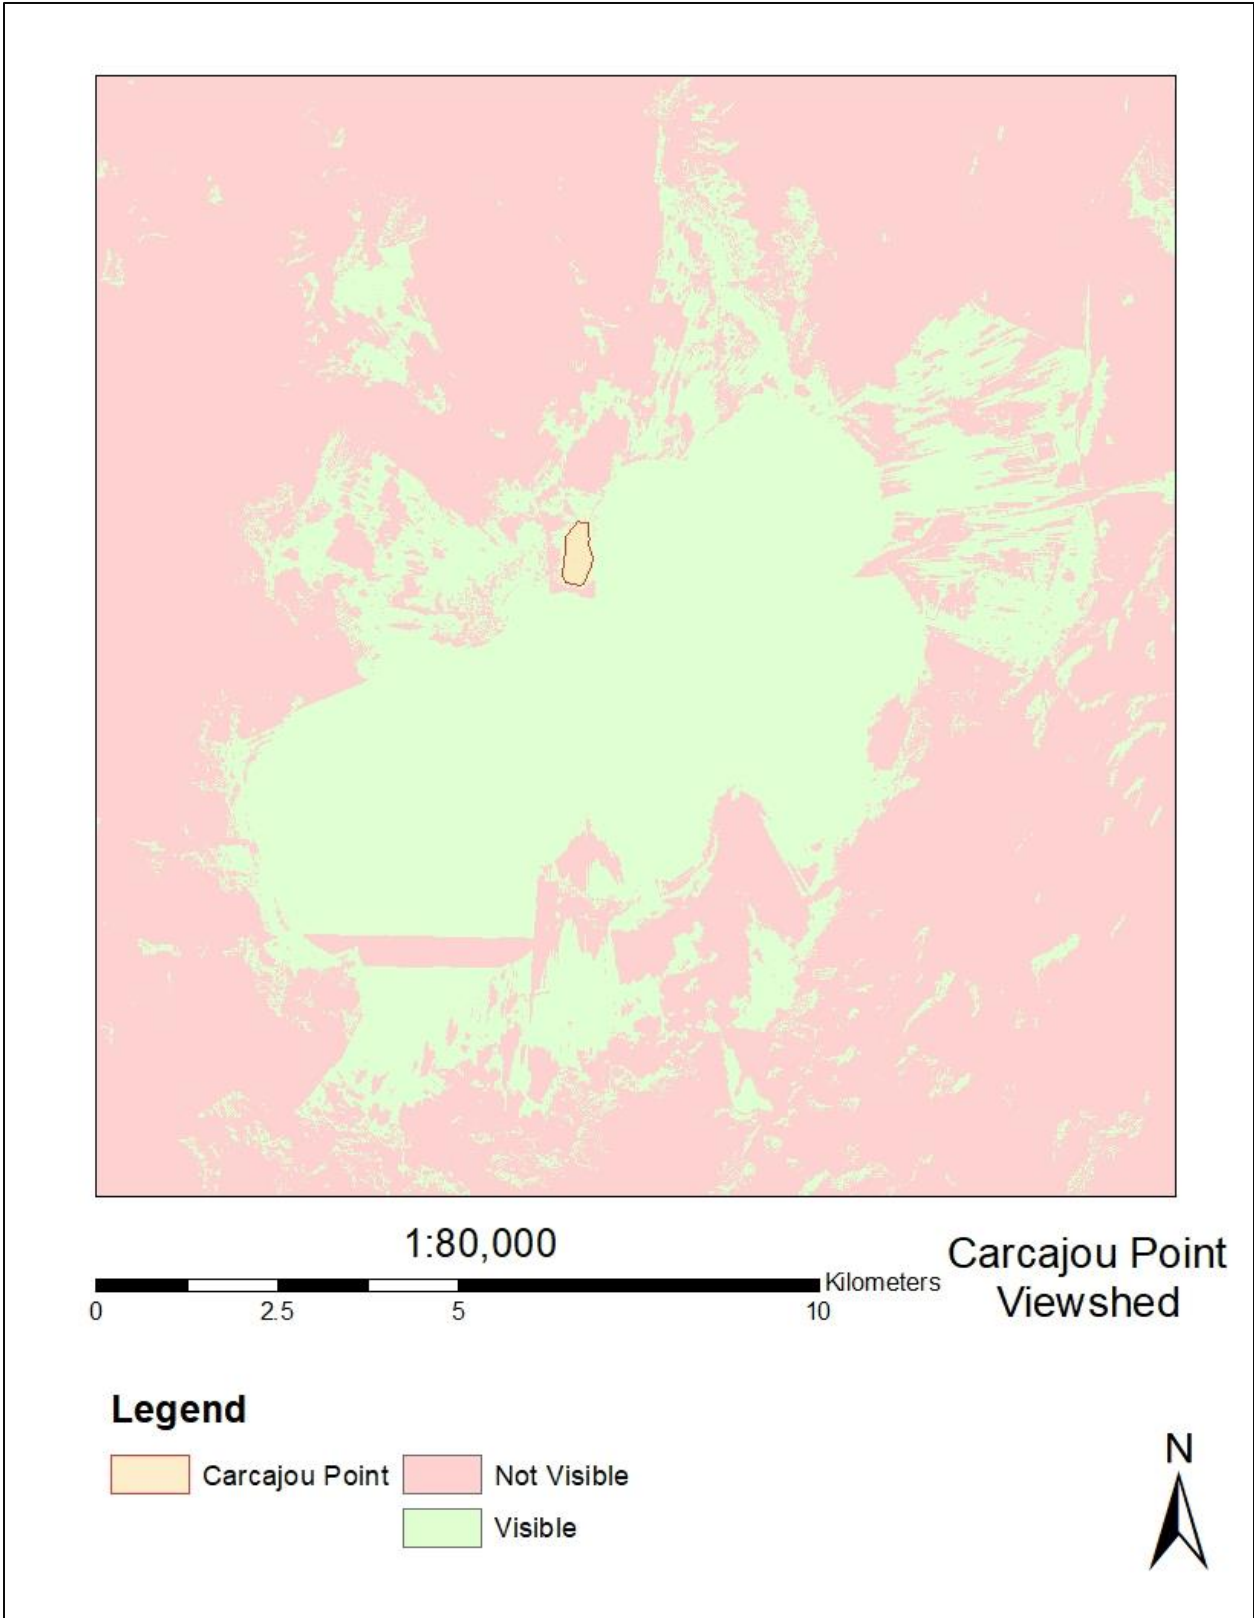 1:80,000
Kilometers
0 2.5 5 10
Carcajou Point
Viewshed
Legend
Carcajou Point
Not Visible
Visible
N